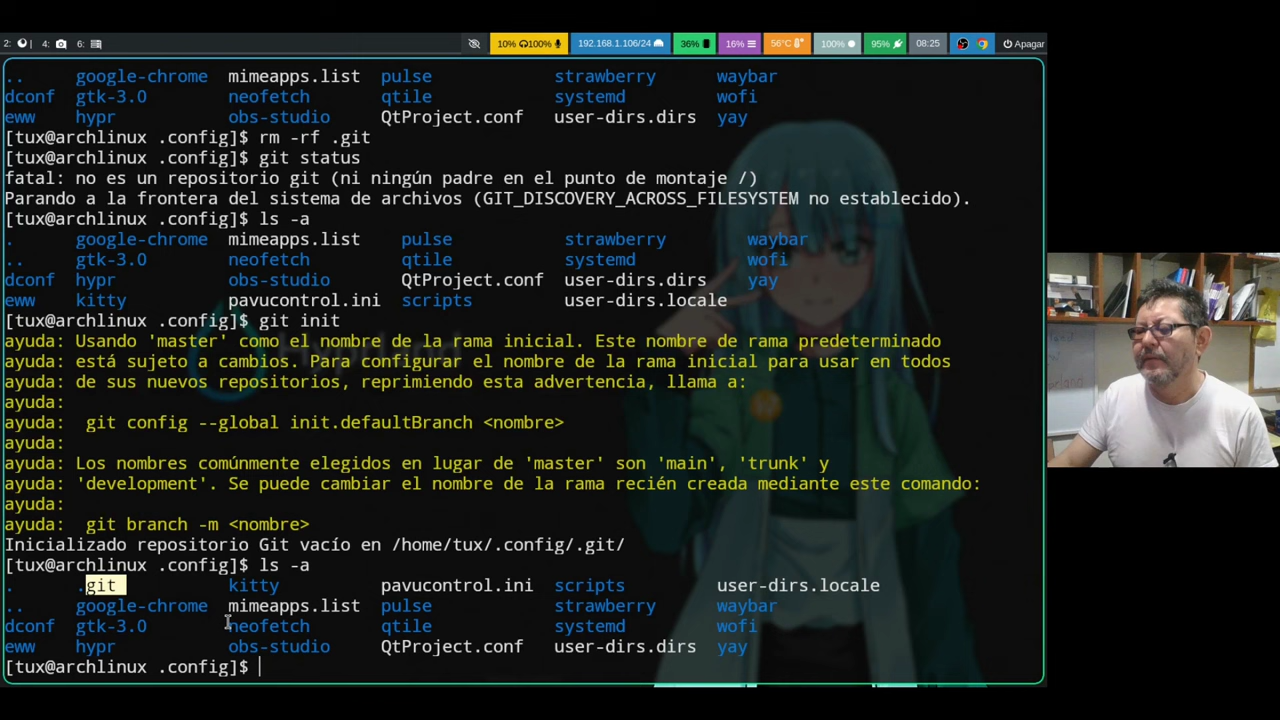 2: 4: 6: 10% 100% 192.168.1.106/24 36% 16% 56°C 100% 95% 08:25 Apagar
.. google-chrome mimeapps.list pulse strawberry waybar
dconf gtk-3.0 neofetch qtile systemd wofi
eww hypr obs-studio QtProject.conf user-dirs.dirs yay
[tux@archlinux .config]$ rm -rf .git
[tux@archlinux .config]$ git status
fatal: no es un repositorio git (ni ningún padre en el punto de montaje /)
Parando a la frontera del sistema de archivos (GIT_DISCOVERY_ACROSS_FILESYSTEM no establecido).
[tux@archlinux .config]$ ls -a
. google-chrome mimeapps.list pulse strawberry waybar
.. gtk-3.0 neofetch qtile systemd wofi
dconf hypr obs-studio QtProject.conf user-dirs.dirs yay
eww kitty pavucontrol.ini scripts user-dirs.locale
[tux@archlinux .config]$ git init
ayuda: Usando 'master' como el nombre de la rama inicial. Este nombre de rama predeterminado
ayuda: está sujeto a cambios. Para configurar el nombre de la rama inicial para usar en todos
ayuda: de sus nuevos repositorios, reprimiendo esta advertencia, llama a:
ayuda:
ayuda: git config --global init.defaultBranch <nombre>
ayuda:
ayuda: Los nombres comúnmente elegidos en lugar de 'master' son 'main', 'trunk' y
ayuda: 'development'. Se puede cambiar el nombre de la rama recién creada mediante este comando:
ayuda:
ayuda: git branch -m <nombre>
Inicializado repositorio Git vacío en /home/tux/.config/.git/
[tux@archlinux .config]$ ls -a
. .git kitty pavucontrol.ini scripts user-dirs.locale
.. google-chrome mimeapps.list pulse strawberry waybar
dconf gtk-3.0 neofetch qtile systemd wofi
eww hypr obs-studio QtProject.conf user-dirs.dirs yay
[tux@archlinux .config]$